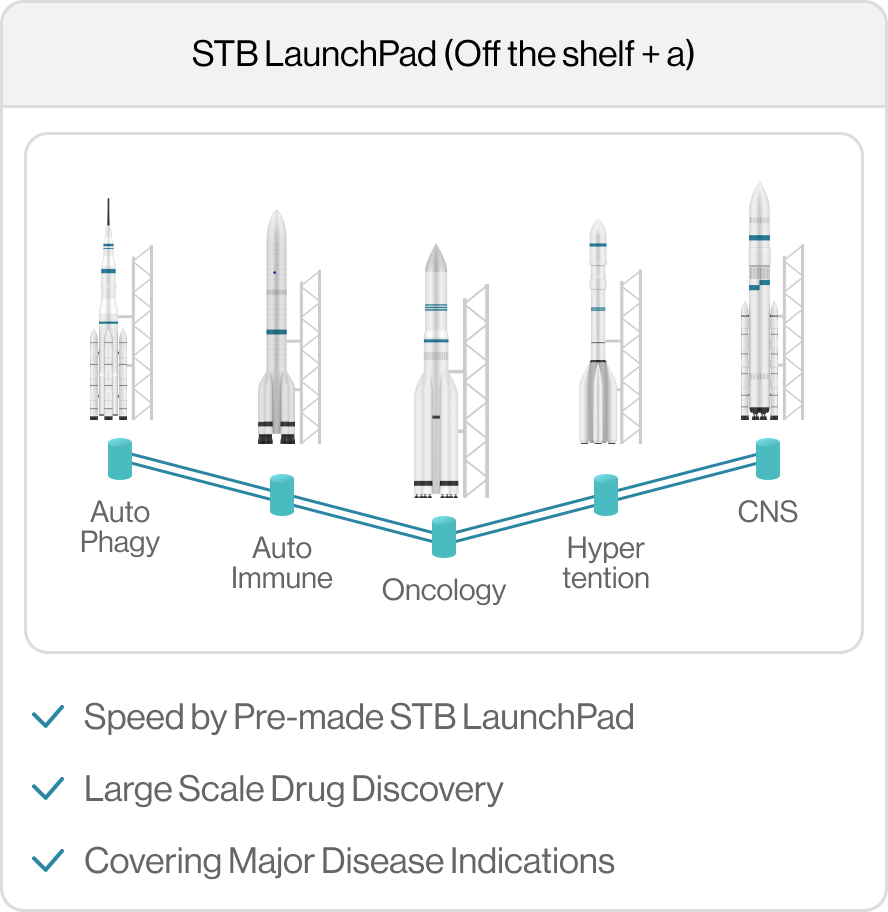 STB LaunchPad (Off the shelf + a)
Auto
Phagy
Auto
Immune
Oncology
Hyper
tention
CNS
Speed by Pre-made STB LaunchPad
Large Scale Drug Discovery
Covering Major Disease Indications